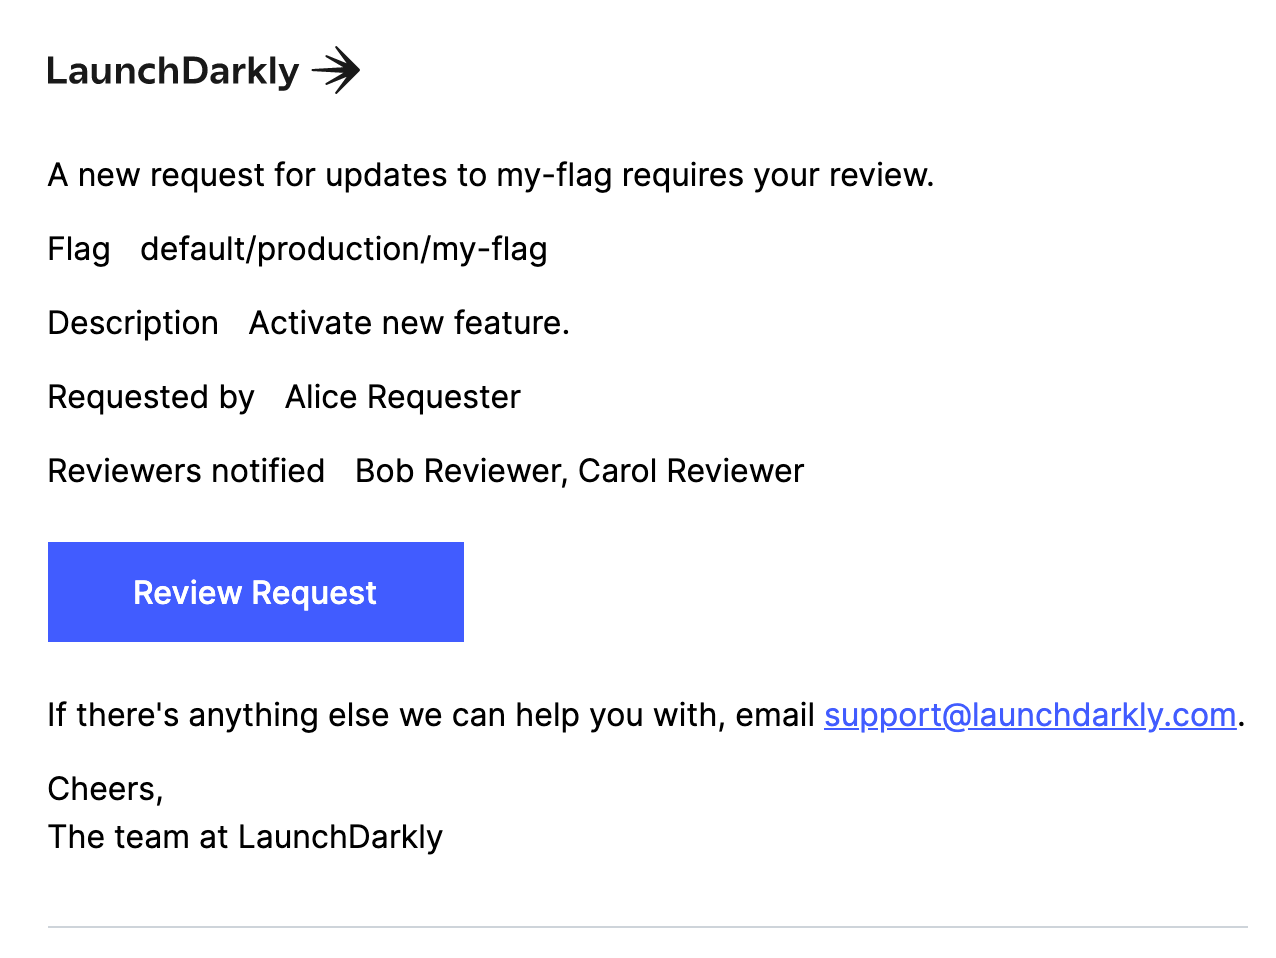 LaunchDarkly
A new request for updates to my-flag requires your review.
Flag default/production/my-flag
Description Activate new feature.
Requested by Alice Requester
Reviewers notified Bob Reviewer, Carol Reviewer
Review Request
If there's anything else we can help you with, email support@launchdarkly.com.
Cheers,
The team at LaunchDarkly